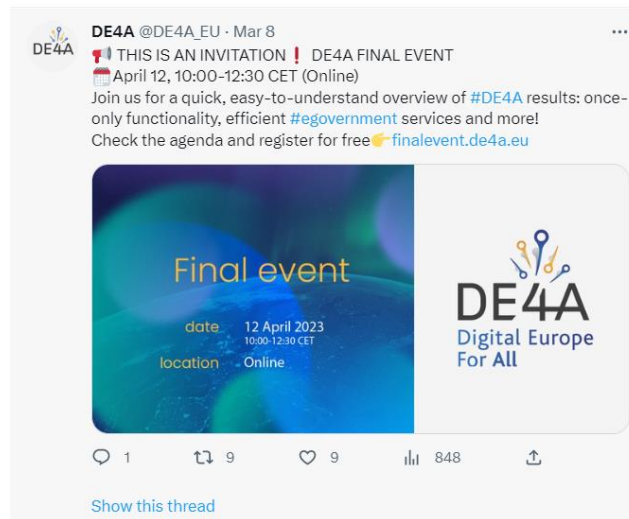 DE4A
DE4A @DE4A_EU · Mar 8
THIS IS AN INVITATION❗ DE4A FINAL EVENT
April 12, 10:00-12:30 CET (Online)
Join us for a quick, easy-to-understand overview of #DE4A results: once-
only functionality, efficient #egovernment services and more!
Check the agenda and register for free👉finalevent.de4a.eu
Final event
date 12 April 2023
10:00-12:30 CET
location Online
DE4A
Digital Europe
For All
1 9 9 848
Show this thread